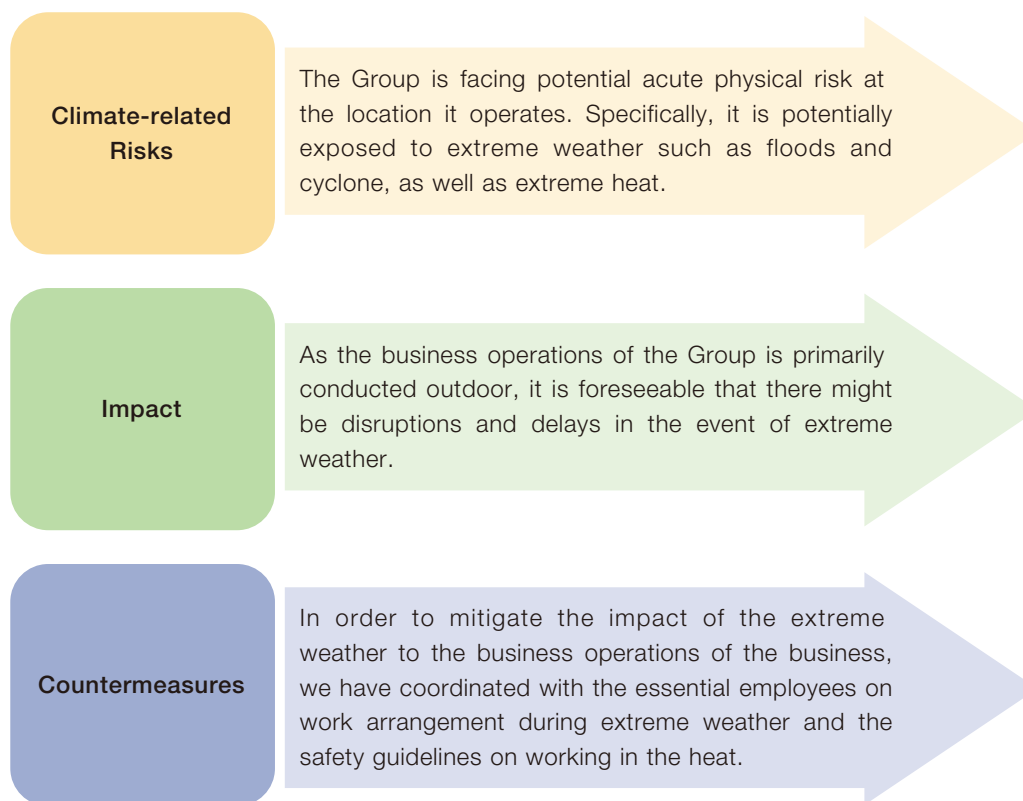 Climate-related
Risks
The Group is facing potential acute physical risk at
the location it operates. Specifically, it is potentially
exposed to extreme weather such as floods and
cyclone, as well as extreme heat.
Impact
As the business operations of the Group is primarily
conducted outdoor, it is foreseeable that there might
be disruptions and delays in the event of extreme
weather.
Countermeasures
In order to mitigate the impact of the extreme
weather to the business operations of the business,
we have coordinated with the essential employees on
work arrangement during extreme weather and the
safety guidelines on working in the heat.